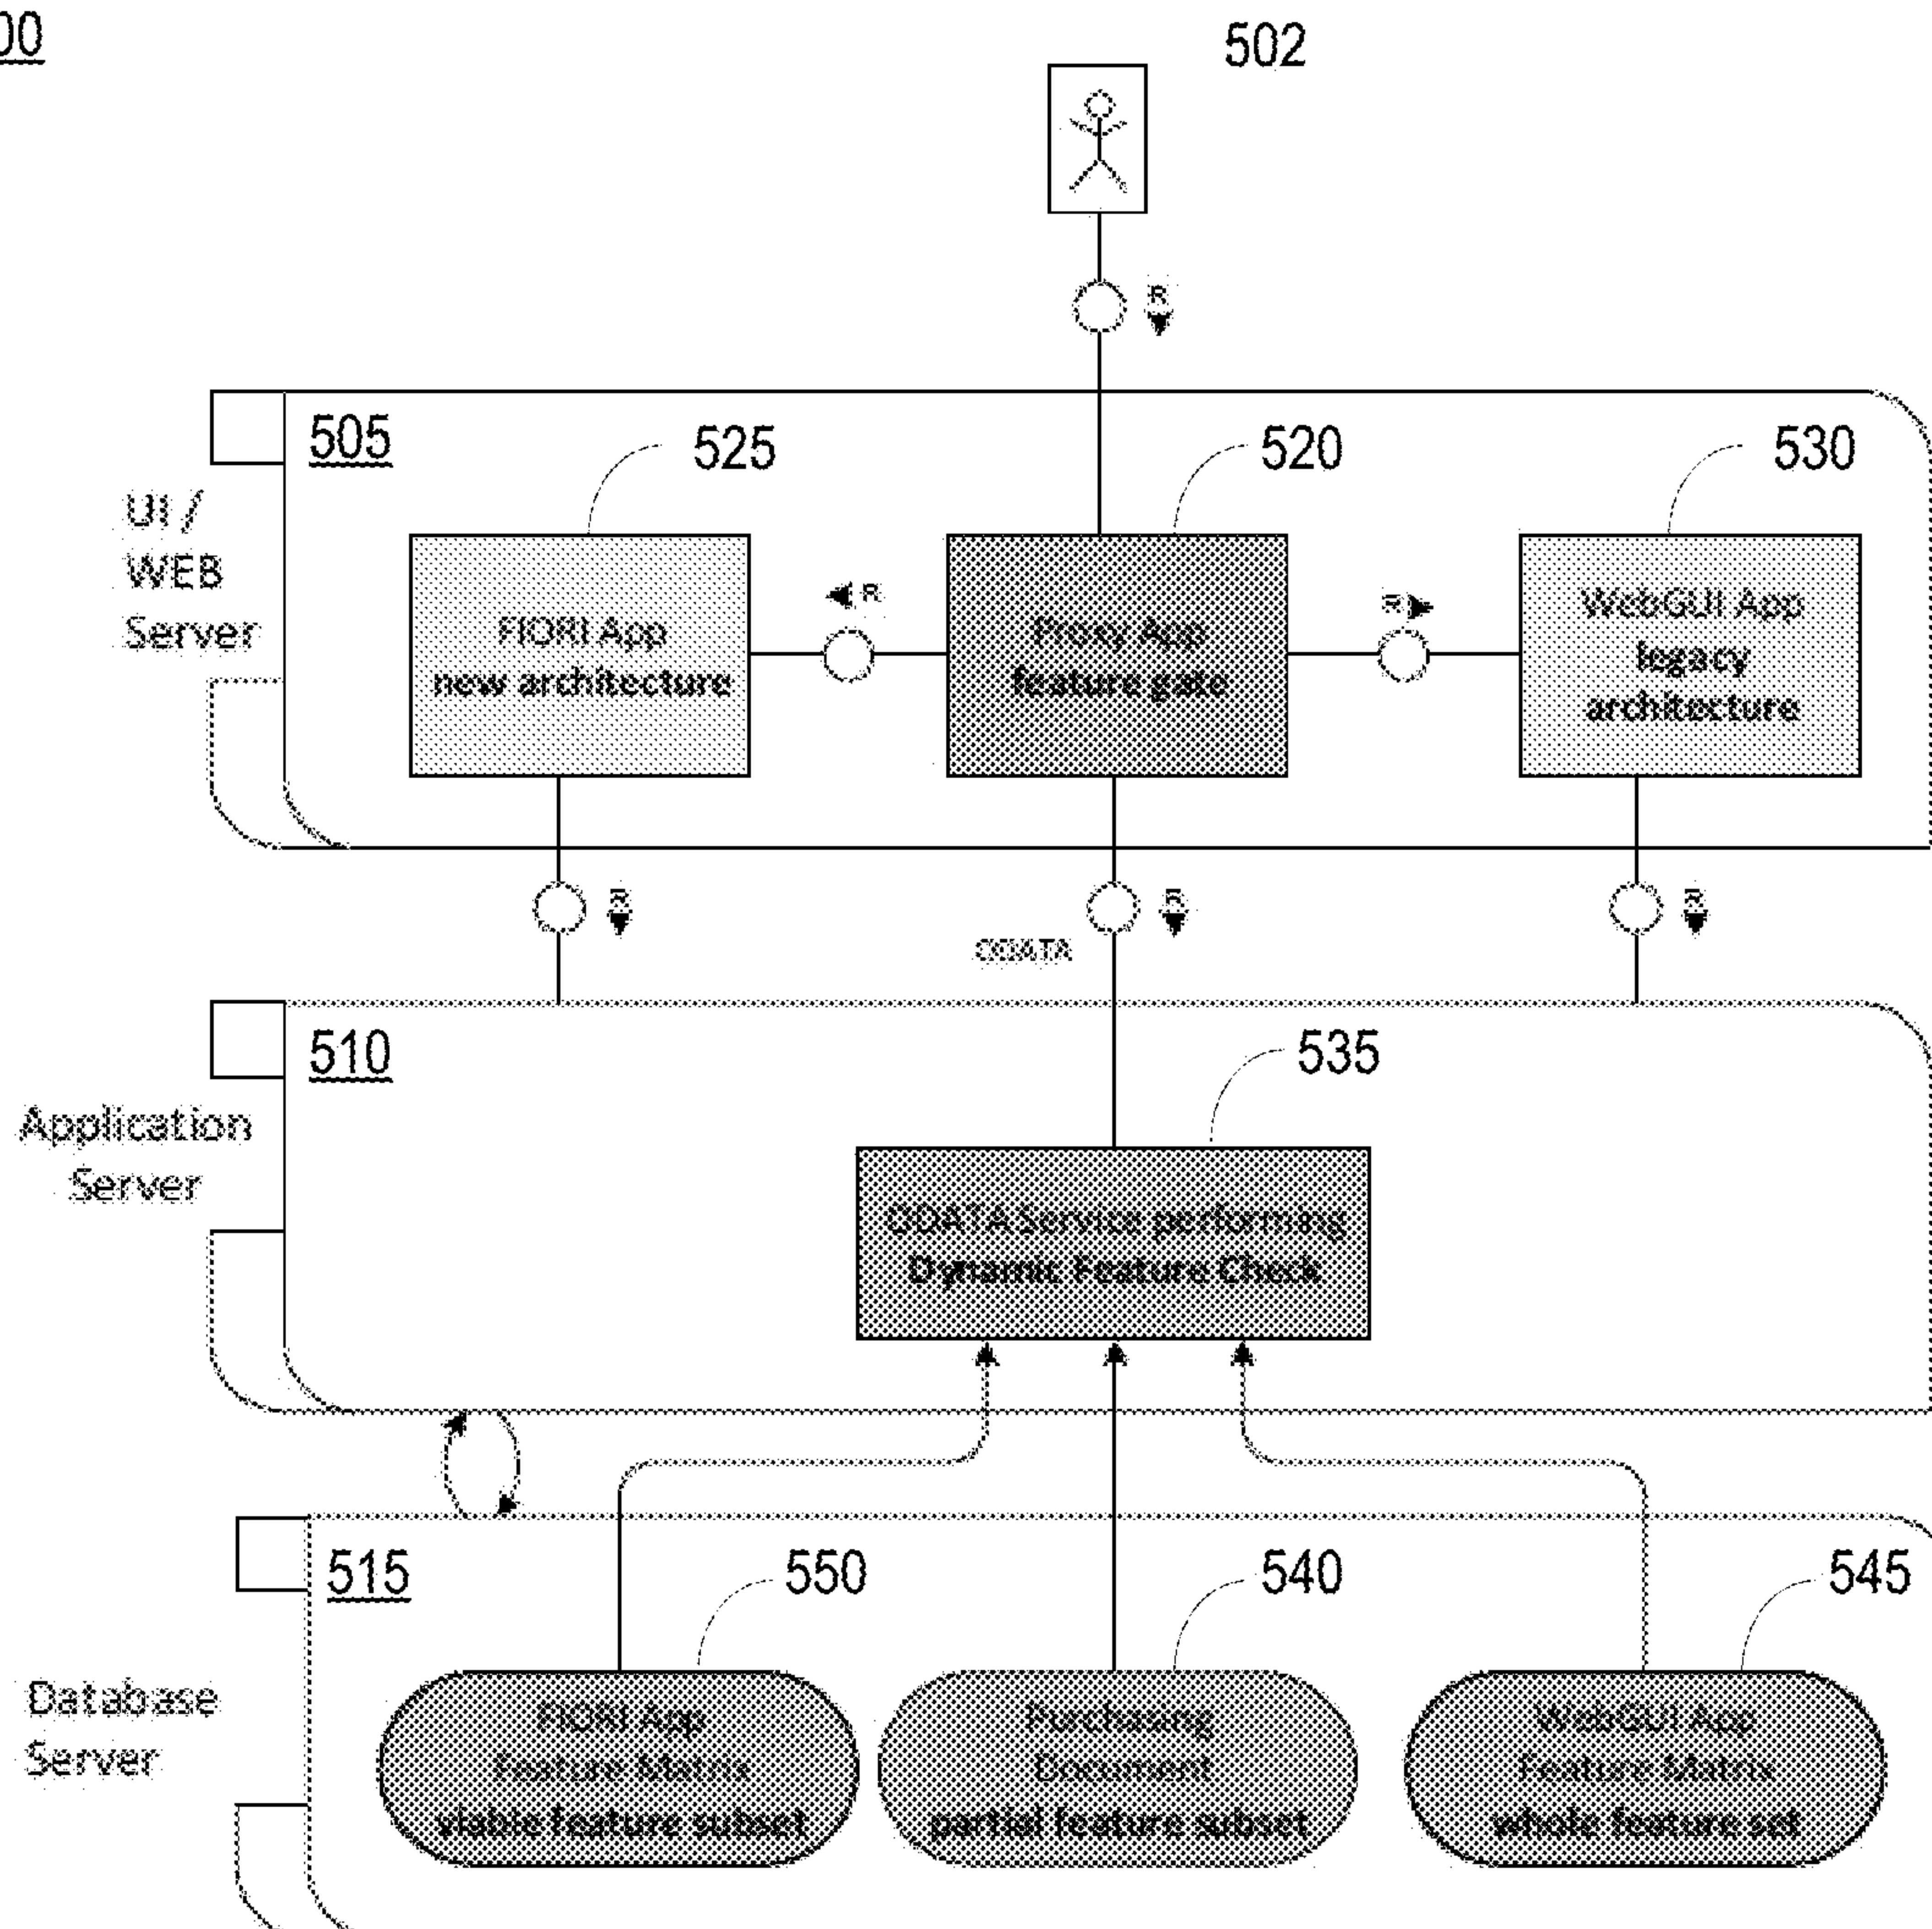 00
502
R
505
525
520
530
UI /
WEB
Server
FIORI App
new architecture
R
Proxy App
feature gate
R
WebGUI App
legacy
architecture
R
R
R
ODATA
510
535
Application
Server
ODATA Service performing
Dynamic Feature Check
515
550
540
545
Database
Server
FIORI App
Feature Matrix
viable feature subset
Purchasing
Document
partial feature subset
WebGUI App
Feature Matrix
whole feature set